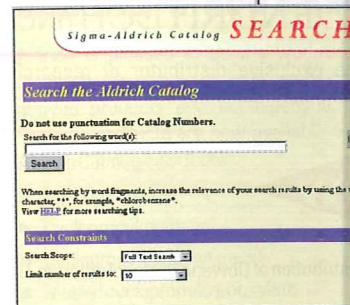 Sigma-Aldrich Catalog SEARCH
Search the Aldrich Catalog
Do not use punctuation for Catalog Numbers.
Search for the following word(s):
Search
When searching by word fragments, increase the relevance of your search results by using the
character, "*", for example, "chlorobenzene*".
View HELP for more searching tips.
Search Constraints
Search Scope: Full Text Search
Limit number of results to: 10